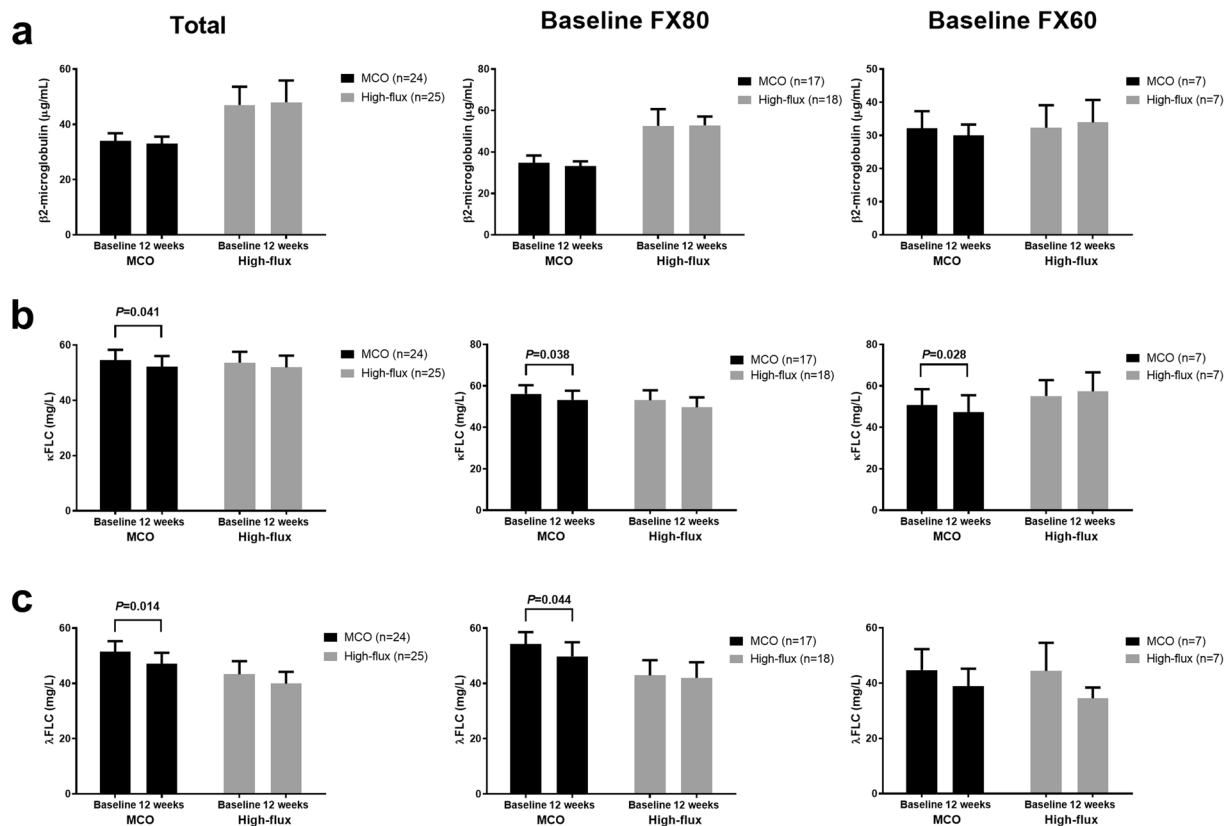 Total
Baseline FX80
Baseline FX60
a
β2-microglobulin (μg/mL)
60
40
20
0
Baseline 12 weeks
MCO
Baseline 12 weeks
High-flux
MCO (n=24)
High-flux (n=25)
β2-microglobulin (μg/mL)
80
60
40
20
0
Baseline 12 weeks
MCO
Baseline 12 weeks
High-flux
MCO (n=17)
High-flux (n=18)
β2-microglobulin (μg/mL)
50
40
30
20
10
0
Baseline 12 weeks
MCO
Baseline 12 weeks
High-flux
MCO (n=7)
High-flux (n=7)
b
κFLC (mg/L)
60
40
20
0
P=0.041
Baseline 12 weeks
MCO
Baseline 12 weeks
High-flux
MCO (n=24)
High-flux (n=25)
κFLC (mg/L)
80
60
40
20
0
P=0.038
Baseline 12 weeks
MCO
Baseline 12 weeks
High-flux
MCO (n=17)
High-flux (n=18)
κFLC (mg/L)
80
60
40
20
0
P=0.028
Baseline 12 weeks
MCO
Baseline 12 weeks
High-flux
MCO (n=7)
High-flux (n=7)
c
λFLC (mg/L)
60
40
20
0
P=0.014
Baseline 12 weeks
MCO
Baseline 12 weeks
High-flux
MCO (n=24)
High-flux (n=25)
λFLC (mg/L)
60
40
20
0
P=0.044
Baseline 12 weeks
MCO
Baseline 12 weeks
High-flux
MCO (n=17)
High-flux (n=18)
λFLC (mg/L)
60
40
20
0
Baseline 12 weeks
MCO
Baseline 12 weeks
High-flux
MCO (n=7)
High-flux (n=7)